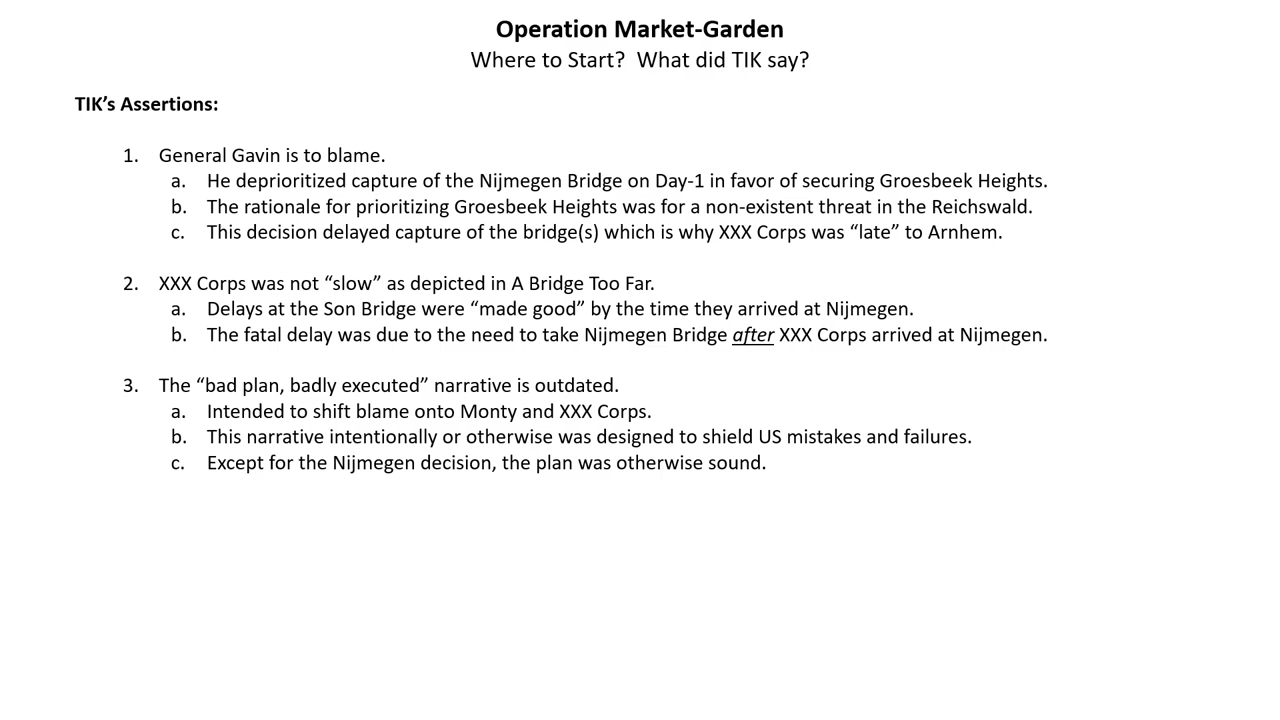 Operation Market-Garden
Where to Start?  What did TIK say?
TIK’s Assertions:
1. General Gavin is to blame.
a. He deprioritized capture of the Nijmegen Bridge on Day-1 in favor of securing Groesbeek Heights.
b. The rationale for prioritizing Groesbeek Heights was for a non-existent threat in the Reichswald.
c. This decision delayed capture of the bridge(s) which is why XXX Corps was “late” to Arnhem.
2. XXX Corps was not “slow” as depicted in A Bridge Too Far.
a. Delays at the Son Bridge were “made good” by the time they arrived at Nijmegen.
b. The fatal delay was due to the need to take Nijmegen Bridge after XXX Corps arrived at Nijmegen.
3. The “bad plan, badly executed” narrative is outdated.
a. Intended to shift blame onto Monty and XXX Corps.
b. This narrative intentionally or otherwise was designed to shield US mistakes and failures.
c. Except for the Nijmegen decision, the plan was otherwise sound.